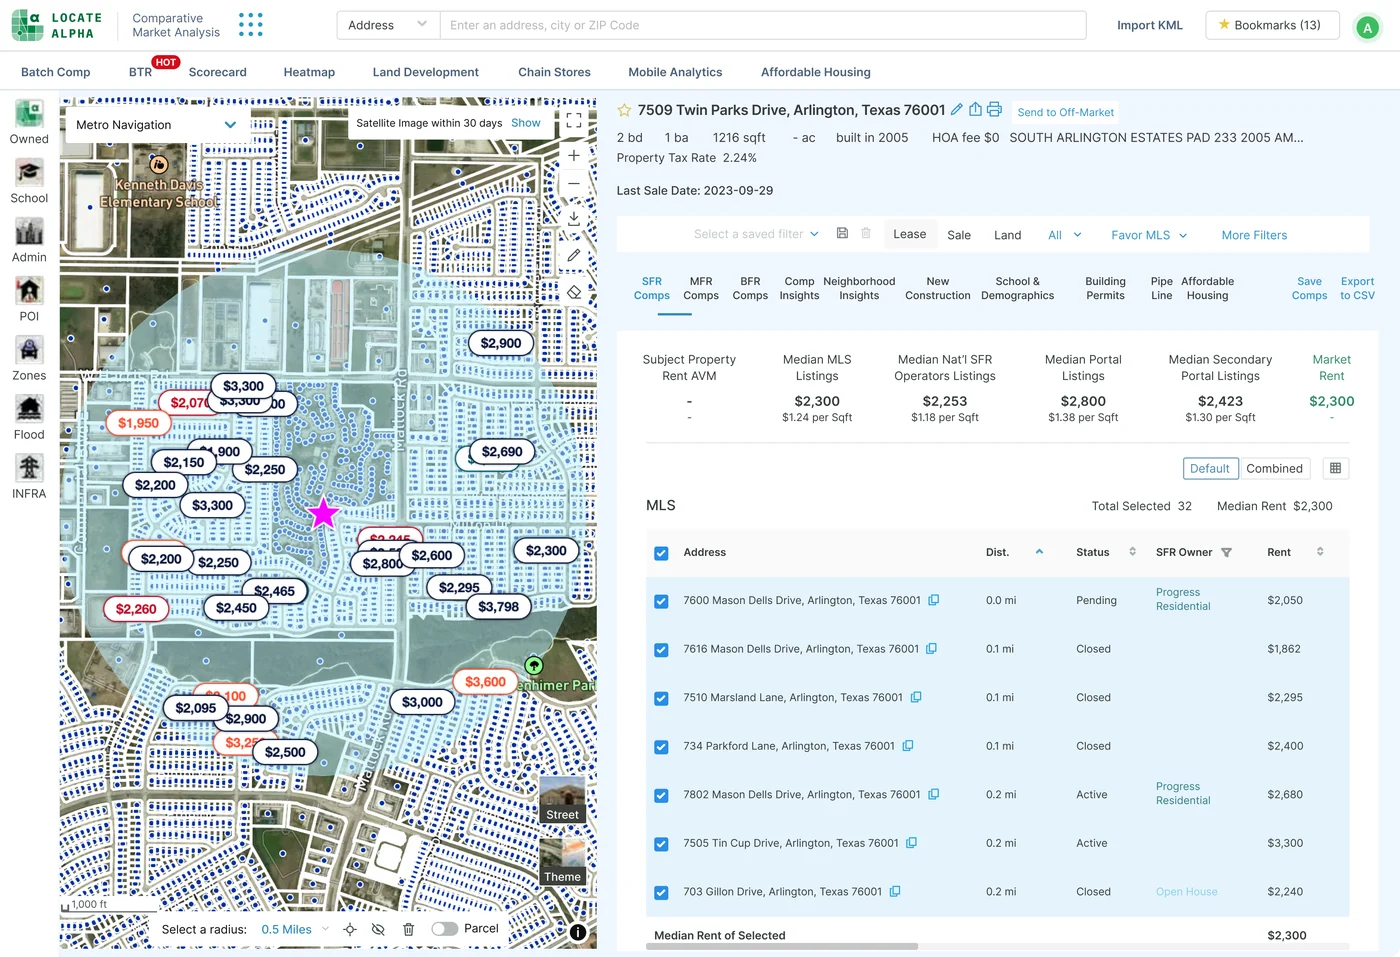 LOCATE
ALPHA
Comparative
Market Analysis
Address
Enter an address, city or ZIP Code
Import KML
Bookmarks (13)
A
Batch Comp
BTR
HOT
Scorecard
Heatmap
Land Development
Chain Stores
Mobile Analytics
Affordable Housing
Owned
School
Admin
POI
Zones
Flood
INFRA
Metro Navigation
Satellite Image within 30 days
Show
Kenneth Davis
Elementary School
$2,900
$3,300
$2,070
$3,300
$1,950
$2,690
$2,150
$2,250
$2,200
$3,300
$2,300
$2,600
$2,800
$2,200
$2,250
$2,295
$2,465
$2,260
$2,450
$3,798
$3,600
$2,095
$3,000
$2,900
$2,500
Matlock Rd
Street
Theme
1,000 ft
Select a radius:
0.5 Miles
Parcel
7509 Twin Parks Drive, Arlington, Texas 76001
Send to Off-Market
2 bd
1 ba
1216 sqft
- ac
built in 2005
HOA fee $0
SOUTH ARLINGTON ESTATES PAD 233 2005 AM...
Property Tax Rate 2.24%
Last Sale Date: 2023-09-29
Select a saved filter
Lease
Sale
Land
All
Favor MLS
More Filters
SFR
Comps
MFR
Comps
BFR
Comps
Comp
Insights
Neighborhood
Insights
New
Construction
School &
Demographics
Building
Permits
Pipe
Line
Affordable
Housing
Save
Comps
Export
to CSV
Subject Property
Rent AVM
-
-
Median MLS
Listings
$2,300
$1.24 per Sqft
Median Nat'l SFR
Operators Listings
$2,253
$1.18 per Sqft
Median Portal
Listings
$2,800
$1.38 per Sqft
Median Secondary
Portal Listings
$2,423
$1.30 per Sqft
Market
Rent
$2,300
-
Default
Combined
MLS
Total Selected 32
Median Rent $2,300
Address
Dist.
Status
SFR Owner
Rent
7600 Mason Dells Drive, Arlington, Texas 76001
0.0 mi
Pending
Progress
Residential
$2,050
7616 Mason Dells Drive, Arlington, Texas 76001
0.1 mi
Closed
$1,862
7510 Marsland Lane, Arlington, Texas 76001
0.1 mi
Closed
$2,295
734 Parkford Lane, Arlington, Texas 76001
0.1 mi
Closed
$2,400
7802 Mason Dells Drive, Arlington, Texas 76001
0.2 mi
Active
Progress
Residential
$2,680
7505 Tin Cup Drive, Arlington, Texas 76001
0.2 mi
Active
$3,300
703 Gillon Drive, Arlington, Texas 76001
0.2 mi
Closed
Open House
$2,240
Median Rent of Selected
$2,300